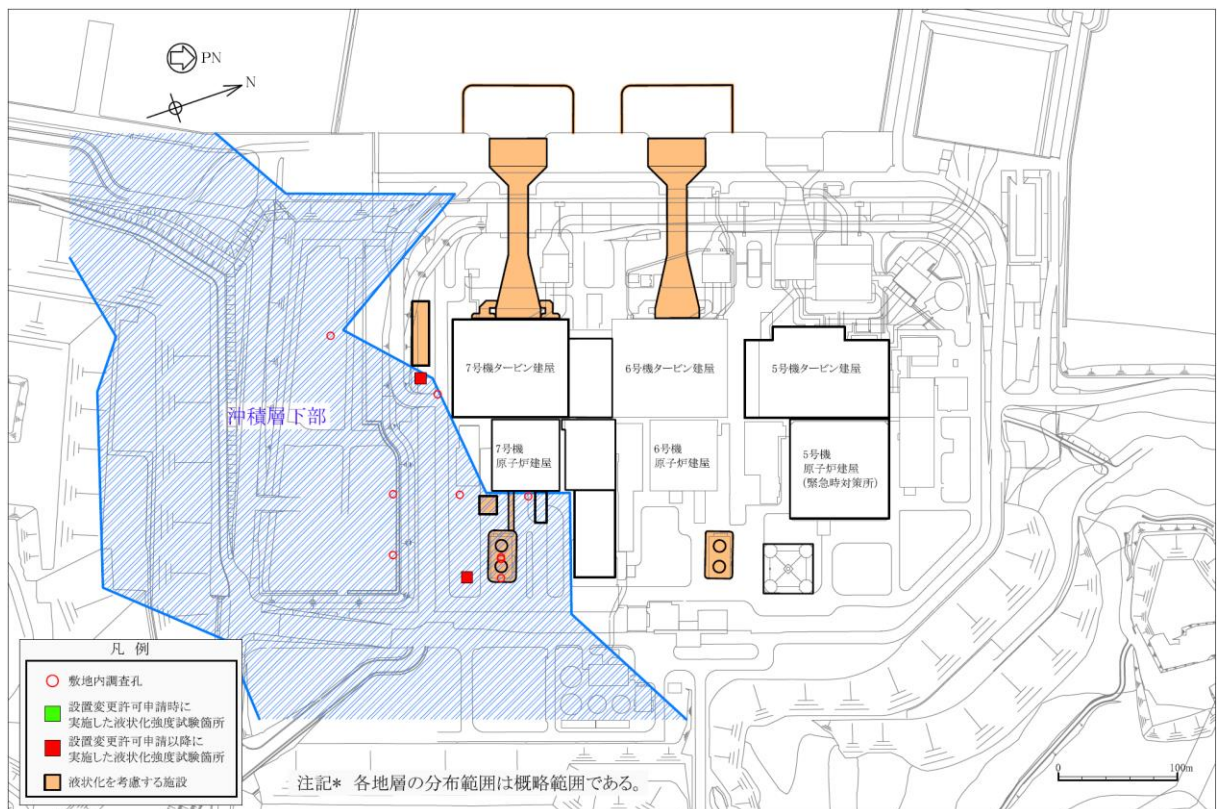 PN
N
7号機タービン建屋
6号機タービン建屋
5号機タービン建屋
沖積層下部
7号機
原子炉建屋
6号機
原子炉建屋
5号機
原子炉建屋
(緊急時対策所)
凡 例
敷地内調査孔
設置変更許可申請時に
実施した液状化強度試験箇所
設置変更許可申請以降に
実施した液状化強度試験箇所
液状化を考慮する施設
注記* 各地層の分布範囲は概略範囲である。
0 100m